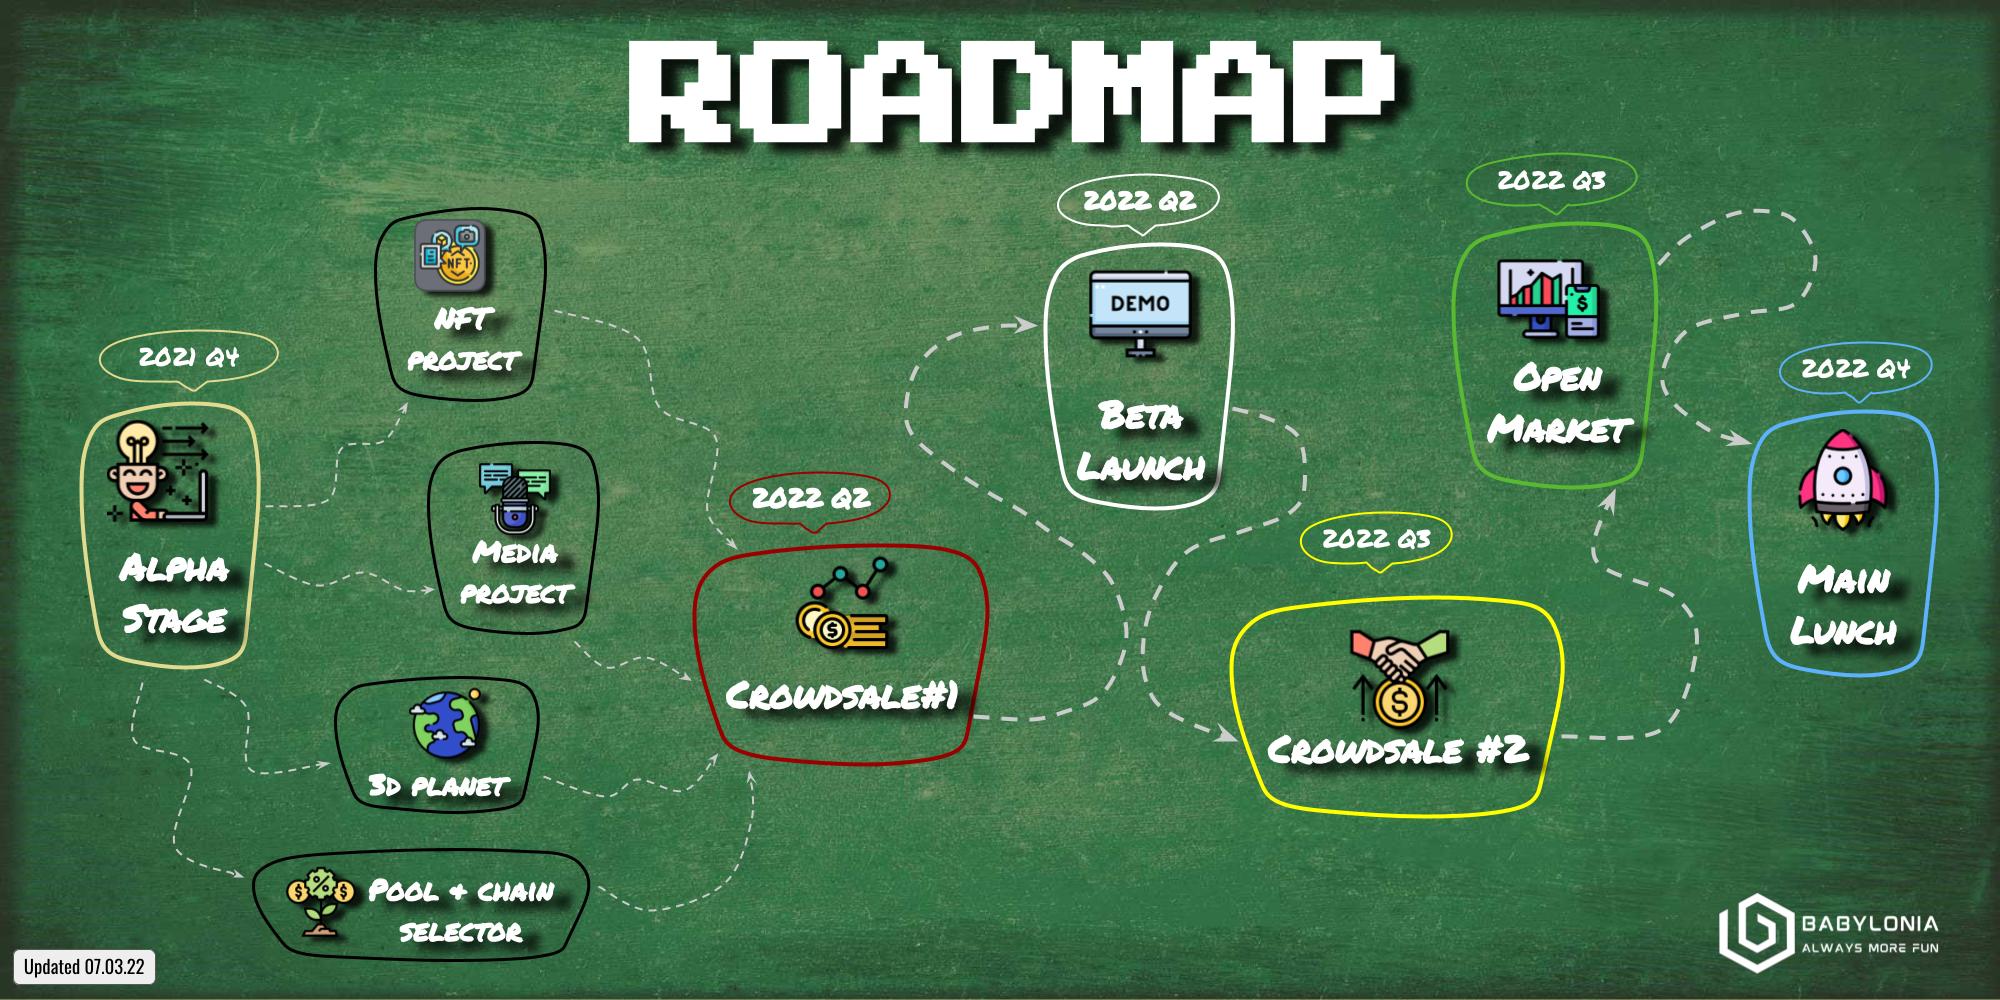 ROADMAP
2021 Q4
ALPHA
STAGE
NFT
NFT
PROJECT
MEDIA
PROJECT
3D PLANET
POOL & CHAIN
SELECTOR
2022 Q2
CROWDSALE#1
2022 Q2
DEMO
BETA
LAUNCH
2022 Q3
CROWDSALE #2
2022 Q3
OPEN
MARKET
2022 Q4
MAIN
LUNCH
Updated 07.03.22
BABYLONIA
ALWAYS MORE FUN